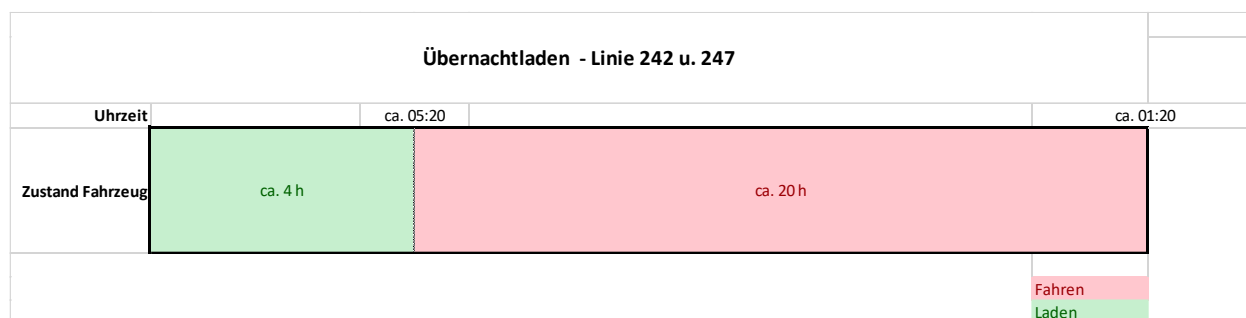 Übernachtladen - Linie 242 u. 247
Uhrzeit ca. 05:20 ca. 01:20
Zustand Fahrzeug ca. 4 h ca. 20 h
Fahren
Laden